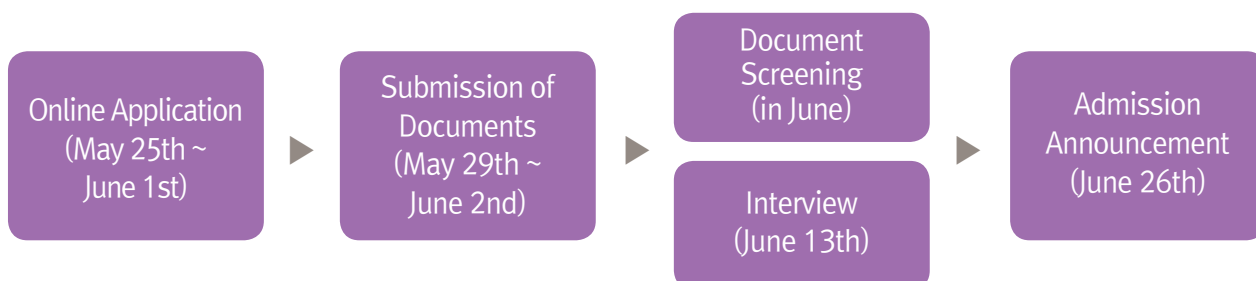 Online Application
(May 25th ~
June 1st)
Submission of
Documents
(May 29th ~
June 2nd)
Document
Screening
(in June)
Interview
(June 13th)
Admission
Announcement
(June 26th)